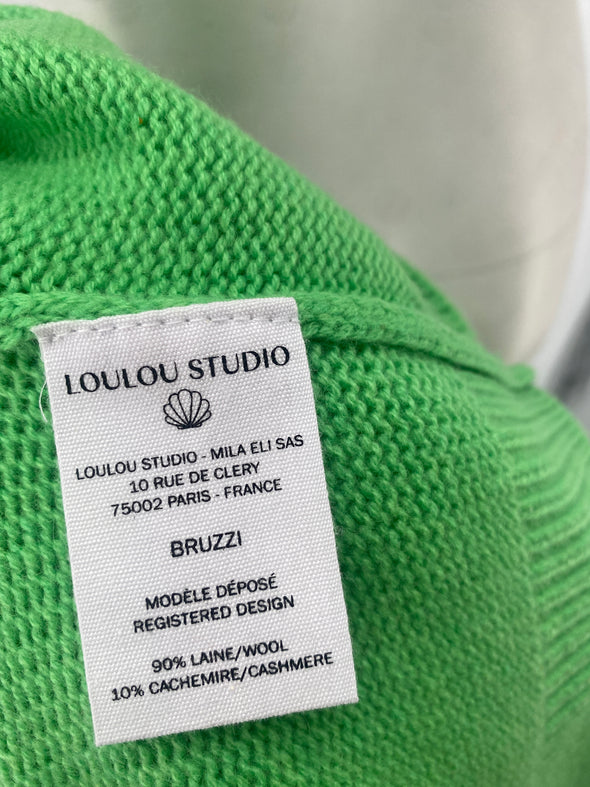 LOULOU STUDIO
LOULOU STUDIO - MILA ELI SAS
10 RUE DE CLERY
75002 PARIS - FRANCE
BRUZZI
MODÈLE DÉPOSÉ
REGISTERED DESIGN
90% LAINE/WOOL
10% CACHEMIRE/CASHMERE